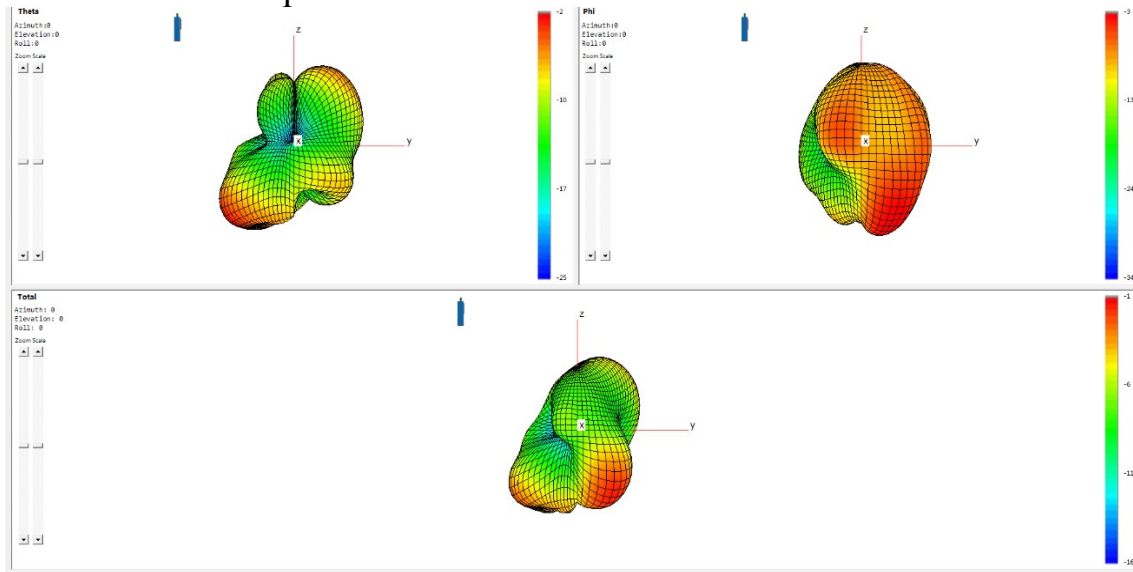 Theta
Azimuth:0
Elevation:0
Roll:0
Zoom Scale
z
x
y
-2
-10
-17
-25
Phi
Azimuth:0
Elevation:0
Roll:0
Zoom Scale
z
x
y
-3
-13
-24
-34
Total
Azimuth: 0
Elevation: 0
Roll: 0
Zoom Scale
z
x
y
-1
-6
-11
-16